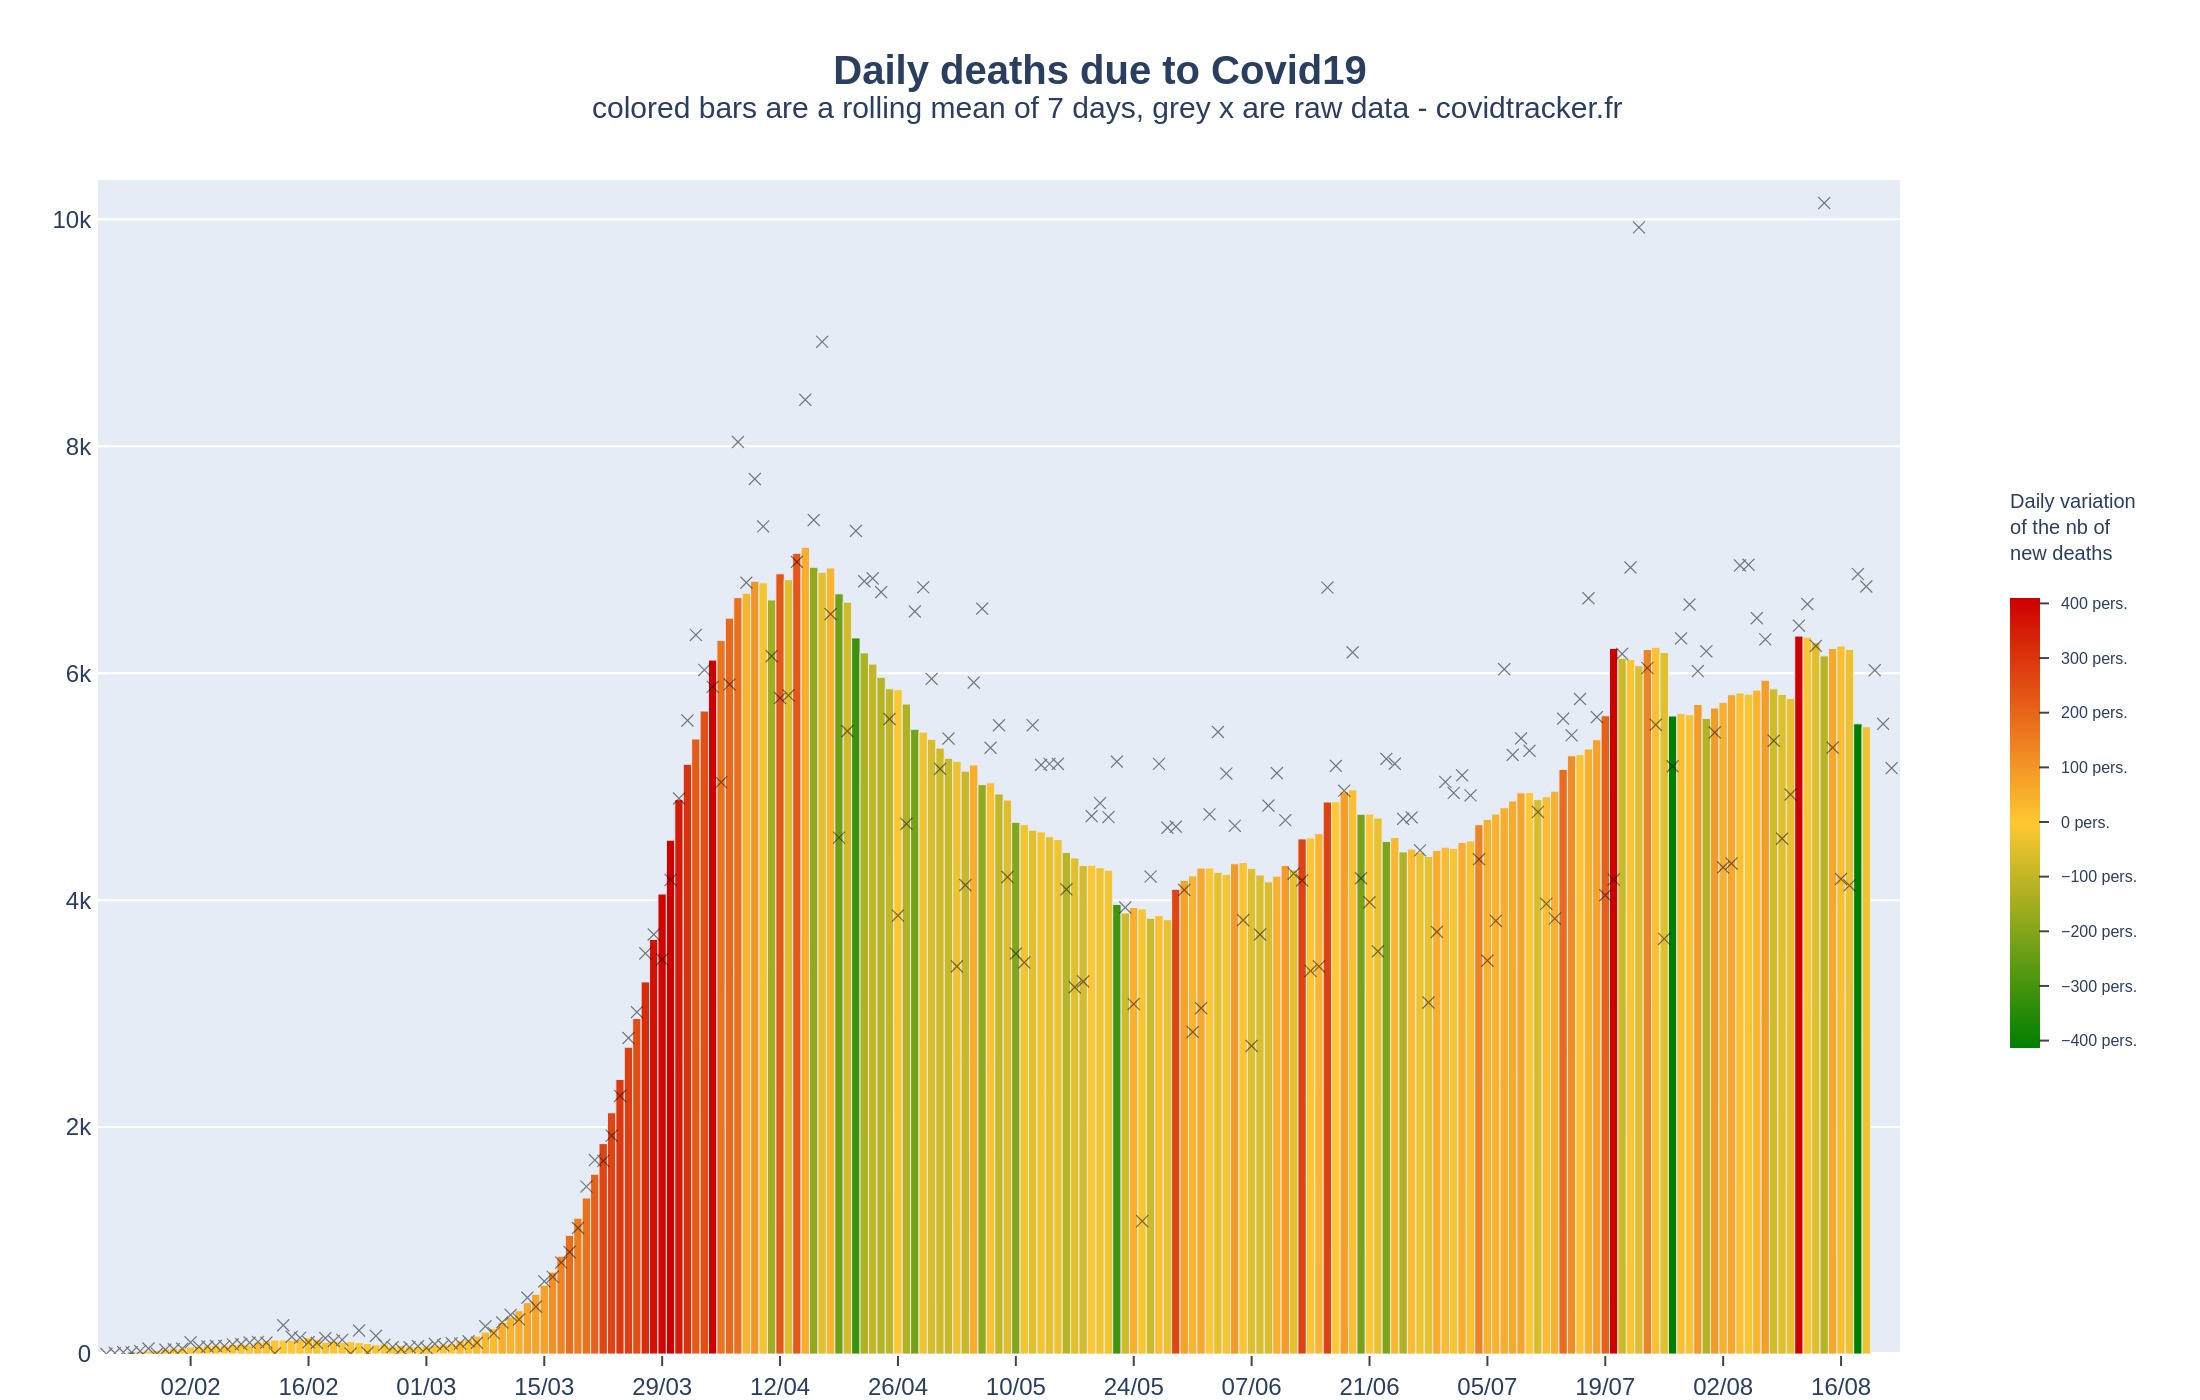 Daily deaths due to Covid19
colored bars are a rolling mean of 7 days, grey x are raw data - covidtracker.fr
10k
8k
6k
4k
2k
0
02/02 16/02 01/03 15/03 29/03 12/04 26/04 10/05 24/05 07/06 21/06 05/07 19/07 02/08 16/08
Daily variation
of the nb of
new deaths
400 pers.
300 pers.
200 pers.
100 pers.
0 pers.
−100 pers.
−200 pers.
−300 pers.
−400 pers.